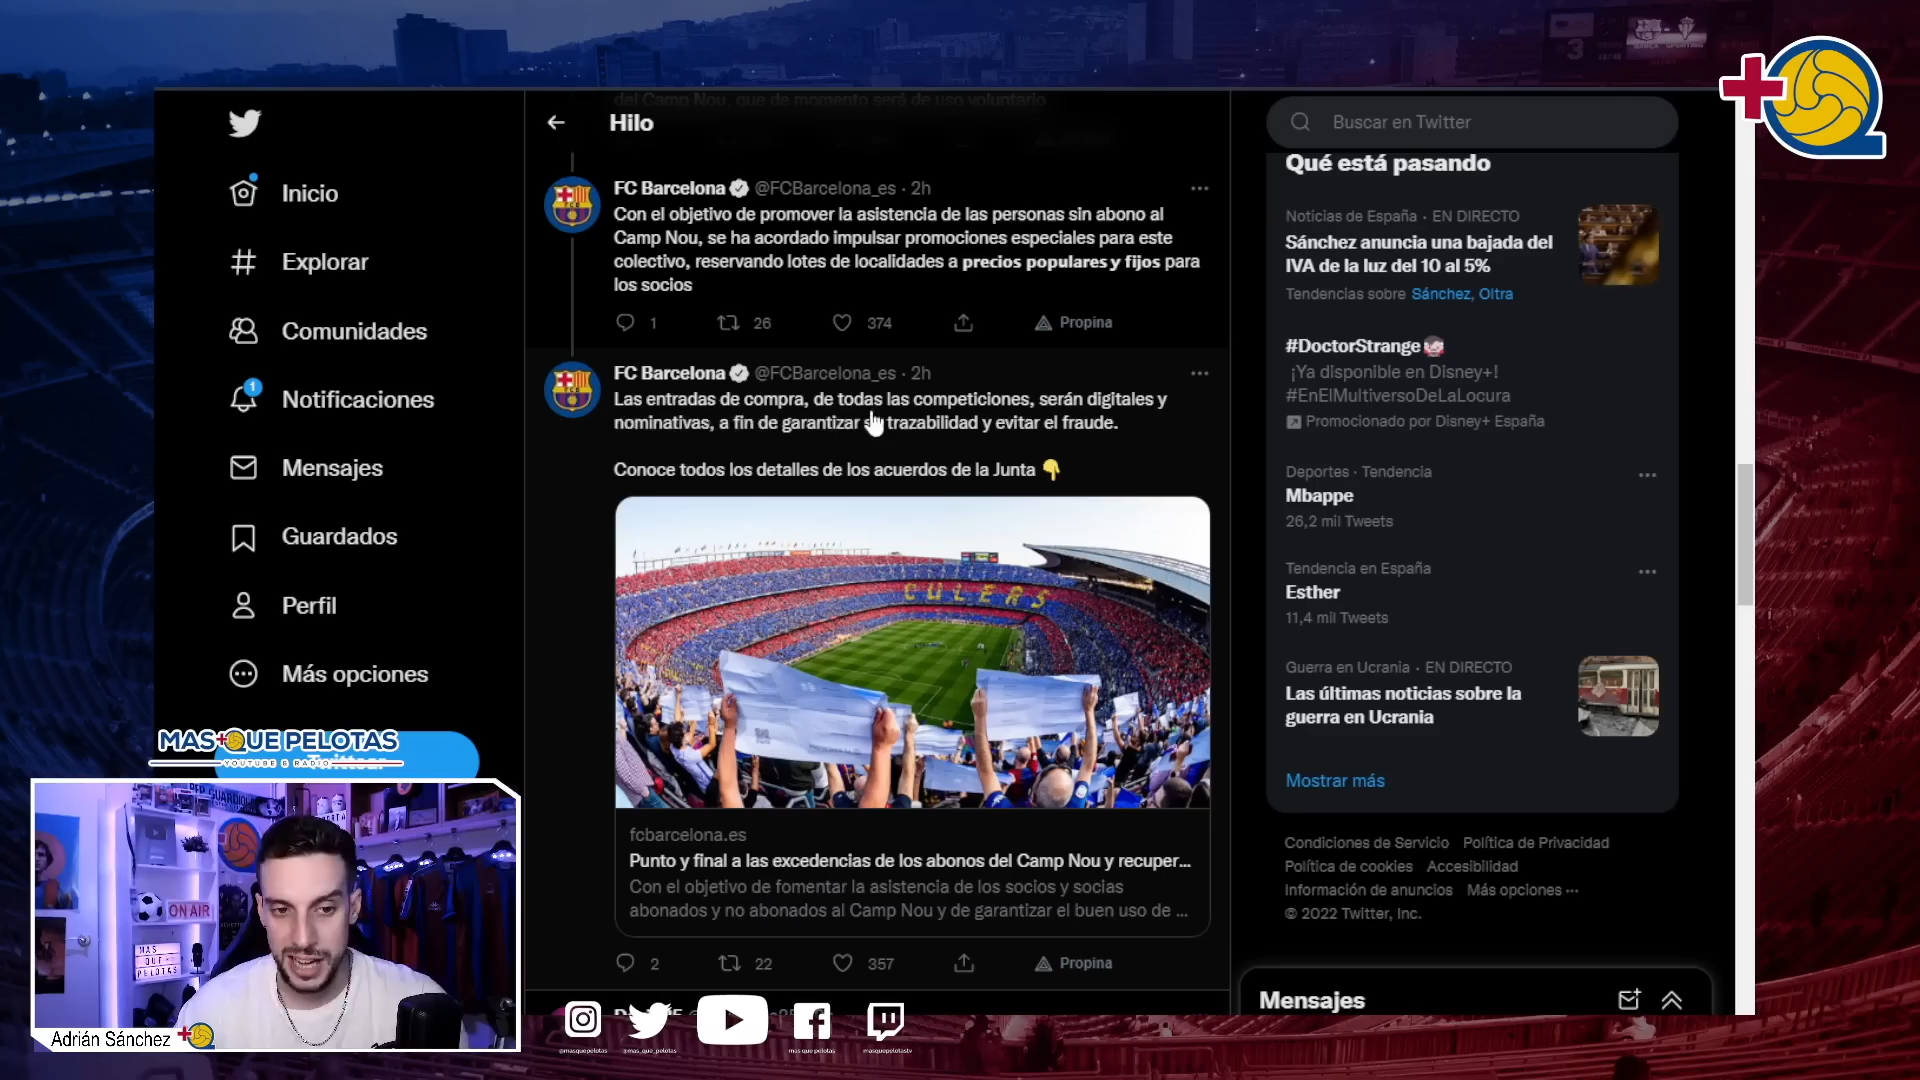 del Camp Nou, que de momento será de uso voluntario
Hilo
Inicio
Explorar
Comunidades
1
Notificaciones
Mensajes
Guardados
Perfil
Más opciones
FC Barcelona @FCBarcelona_es · 2h
Con el objetivo de promover la asistencia de las personas sin abono al
Camp Nou, se ha acordado impulsar promociones especiales para este
colectivo, reservando lotes de localidades a precios populares y fijos para
los socios
1 26 374 Propina
FC Barcelona @FCBarcelona_es · 2h
Las entradas de compra, de todas las competiciones, serán digitales y
nominativas, a fin de garantizar su trazabilidad y evitar el fraude.
Conoce todos los detalles de los acuerdos de la Junta
CULERS
fcbarcelona.es
Punto y final a las excedencias de los abonos del Camp Nou y recuper...
Con el objetivo de fomentar la asistencia de los socios y socias
abonados y no abonados al Camp Nou y de garantizar el buen uso de ...
2 22 357 Propina
Buscar en Twitter
Qué está pasando
Noticias de España · EN DIRECTO
Sánchez anuncia una bajada del
IVA de la luz del 10 al 5%
Tendencias sobre Sánchez, Oltra
#DoctorStrange
¡Ya disponible en Disney+!
#EnElMultiversoDeLaLocura
Promocionado por Disney+ España
Deportes · Tendencia
Mbappe
26,2 mil Tweets
Tendencia en España
Esther
11,4 mil Tweets
Guerra en Ucrania · EN DIRECTO
Las últimas noticias sobre la
guerra en Ucrania
Mostrar más
Condiciones de Servicio Política de Privacidad
Política de cookies Accesibilidad
Información de anuncios Más opciones ···
© 2022 Twitter, Inc.
Mensajes
MAS+QUE PELOTAS
YOUTUBE & RADIO
PEP GUARDIOLA
ON AIR
MAS
QUE
PELOTAS
Adrián Sánchez
@masquepelotas
@mas_que_pelotas
mas que pelotas
masquepelotastv